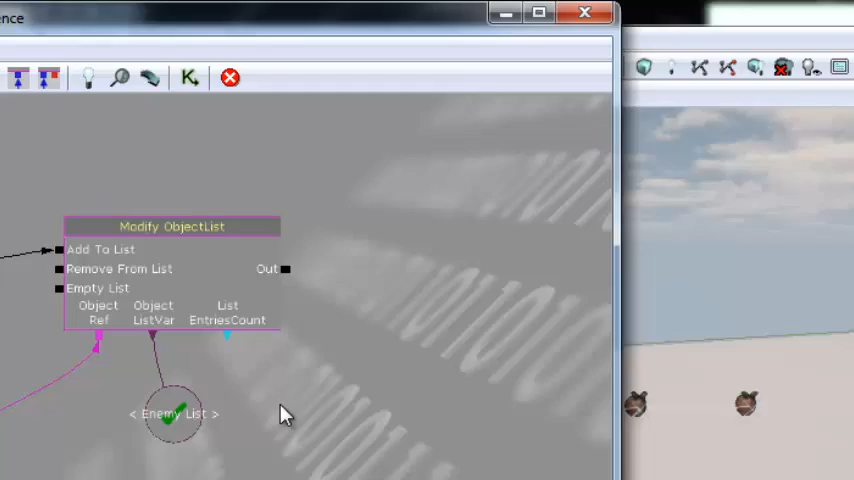 ence
Modify ObjectList
Add To List
Remove From List
Out
Empty List
Object Object List
Ref ListVar EntriesCount
< Enemy List >